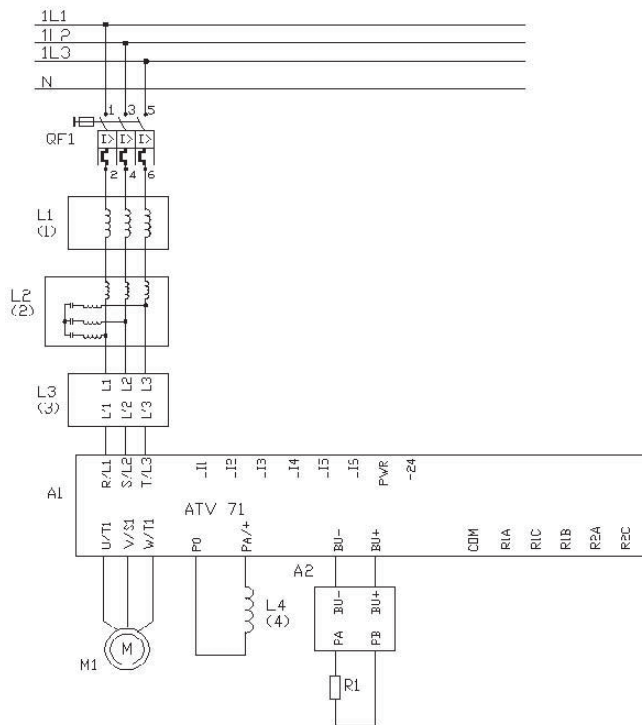 1L1
1L2
1L3
N
1 3 5
QF1
I> I> I>
2 4 6
L1
(1)
L2
(2)
L3
(3)
L1 L2 L3
L'1 L'2 L'3
A1
R/L1 S/L2 T/L3 _I1 _I2 _I3 _I4 _I5 _I6 PWR -24
ATV 71
U/T1 V/S1 W/T1 P0 PA/+ BU- BU+ COM R1A R1C R1B R2A R2C
A2
L4
(4)
BU- BU+
PA PB
M1
M
R1